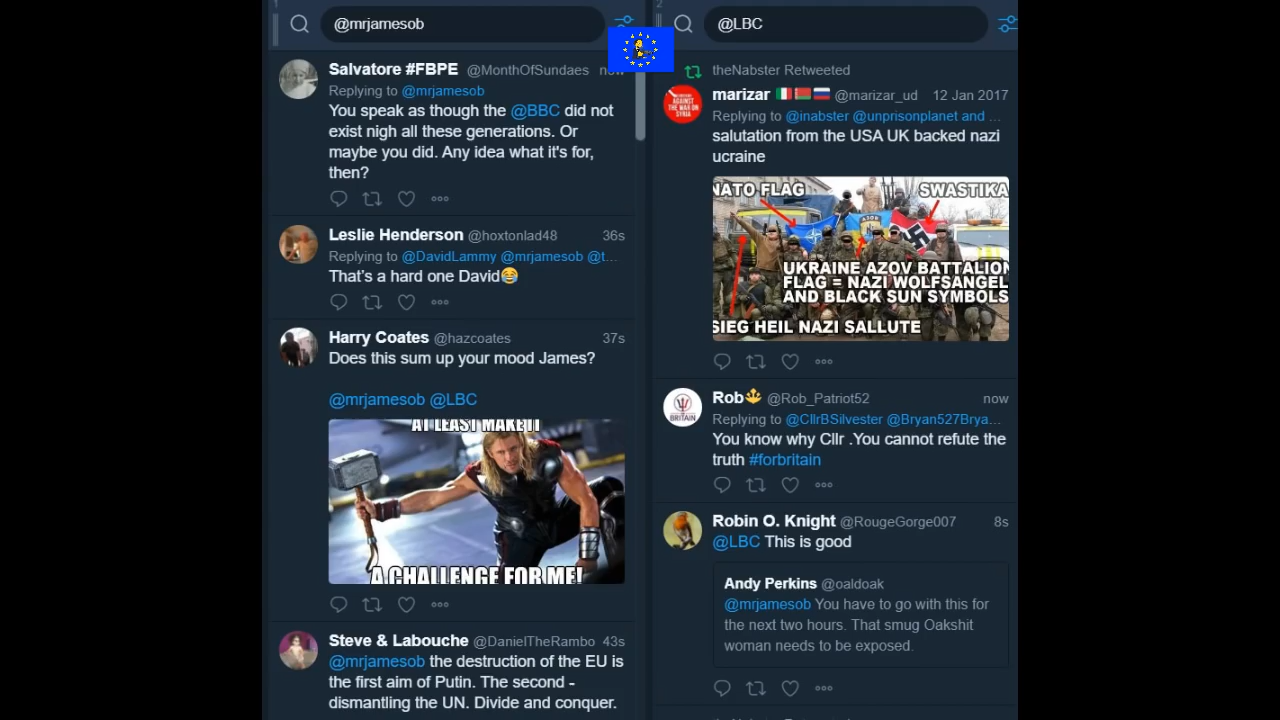 1
@mrjamesob
Salvatore #FBPE @MonthOfSundaes now
Replying to @mrjamesob
You speak as though the @BBC did not
exist nigh all these generations. Or
maybe you did. Any idea what it's for,
then?
Leslie Henderson @hoxtonlad48 36s
Replying to @DavidLammy @mrjamesob @t...
That's a hard one David😂
Harry Coates @hazcoates 37s
Does this sum up your mood James?
@mrjamesob @LBC
AT LEAST MAKE IT
A CHALLENGE FOR ME!
Steve & Labouche @DanielTheRambo 43s
@mrjamesob the destruction of the EU is
the first aim of Putin. The second -
dismantling the UN. Divide and conquer.
2
@LBC
theNabster Retweeted
marizar @marizar_ud 12 Jan 2017
Replying to @inabster @unprisonplanet and ...
salutation from the USA UK backed nazi
ucraine
NATO FLAG
SWASTIKA
AZOV
UKRAINE AZOV BATTALION
FLAG = NAZI WOLFSANGEL
AND BLACK SUN SYMBOLS
SIEG HEIL NAZI SALLUTE
Rob @Rob_Patriot52 now
Replying to @CllrBSilvester @Bryan527Brya...
You know why Cllr .You cannot refute the
truth #forbritain
Robin O. Knight @RougeGorge007 8s
@LBC This is good
Andy Perkins @oaldoak
@mrjamesob You have to go with this for
the next two hours. That smug Oakshit
woman needs to be exposed.
theNabster Retweeted